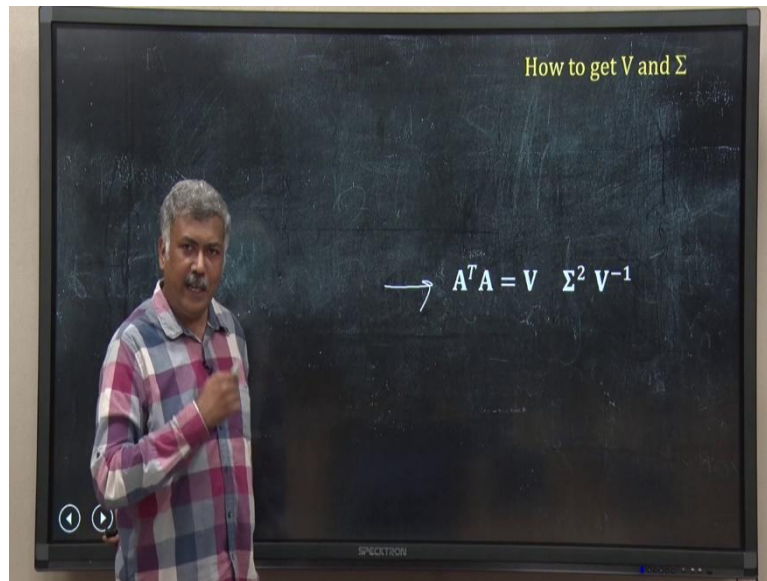 How to get V and Σ
AᵀA = V Σ² V⁻¹
SPECKTRON